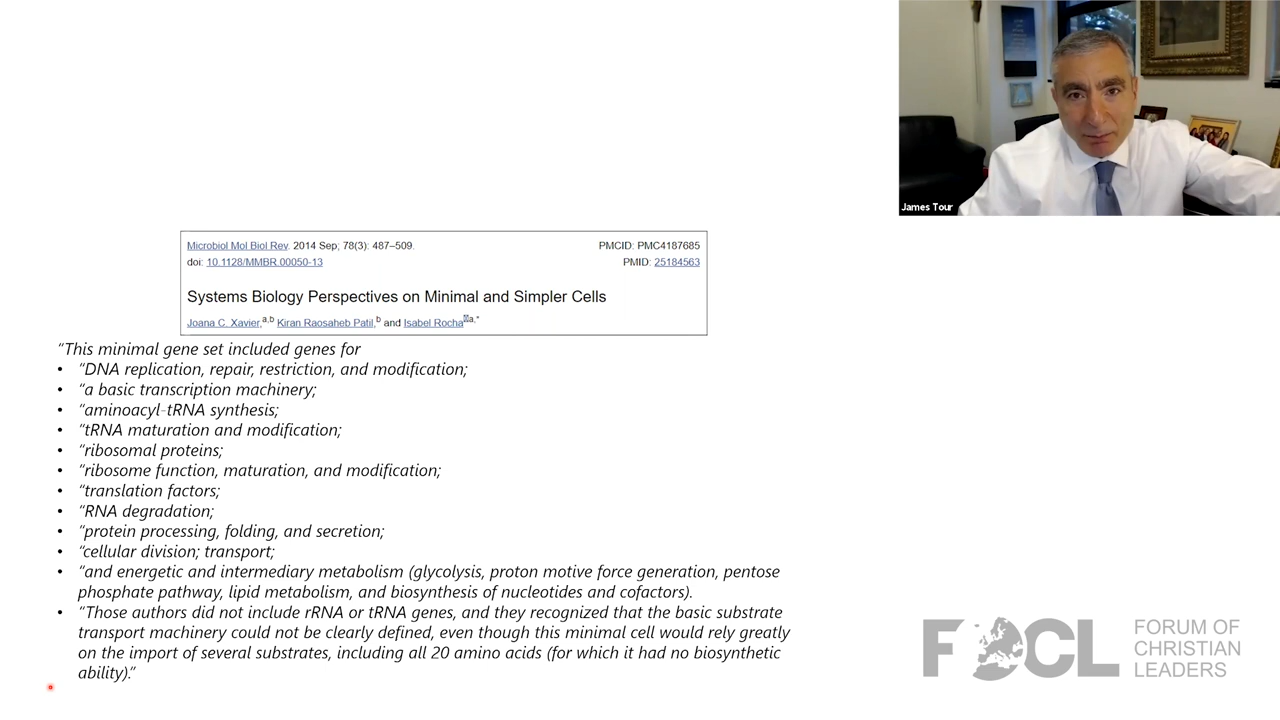 James Tour
Microbiol Mol Biol Rev. 2014 Sep; 78(3): 487–509.
PMCID: PMC4187685
doi: 10.1128/MMBR.00050-13
PMID: 25184563
Systems Biology Perspectives on Minimal and Simpler Cells
Joana C. Xavier,a,b Kiran Raosaheb Patil,b and Isabel Rochaa,*
“This minimal gene set included genes for
• “DNA replication, repair, restriction, and modification;
• “a basic transcription machinery;
• “aminoacyl-tRNA synthesis;
• “tRNA maturation and modification;
• “ribosomal proteins;
• “ribosome function, maturation, and modification;
• “translation factors;
• “RNA degradation;
• “protein processing, folding, and secretion;
• “cellular division; transport;
• “and energetic and intermediary metabolism (glycolysis, proton motive force generation, pentose
phosphate pathway, lipid metabolism, and biosynthesis of nucleotides and cofactors).
• “Those authors did not include rRNA or tRNA genes, and they recognized that the basic substrate
transport machinery could not be clearly defined, even though this minimal cell would rely greatly
on the import of several substrates, including all 20 amino acids (for which it had no biosynthetic
ability).”
FOCL
FORUM OF
CHRISTIAN
LEADERS